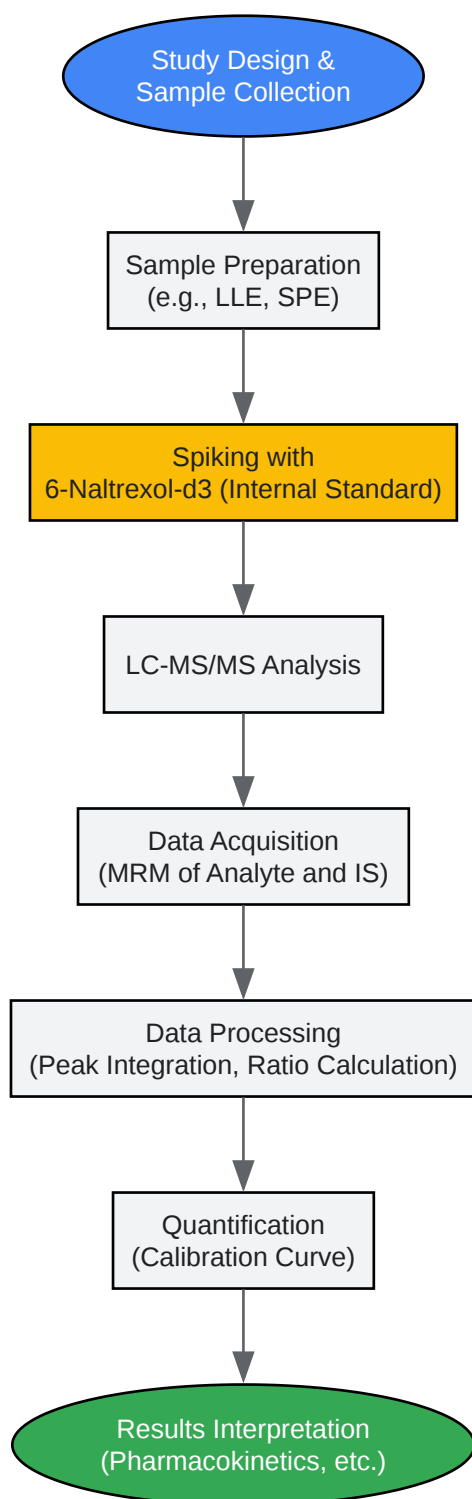 Study Design &
Sample Collection
Sample Preparation
(e.g., LLE, SPE)
Spiking with
6-Naltrexol-d3 (Internal Standard)
LC-MS/MS Analysis
Data Acquisition
(MRM of Analyte and IS)
Data Processing
(Peak Integration, Ratio Calculation)
Quantification
(Calibration Curve)
Results Interpretation
(Pharmacokinetics, etc.)